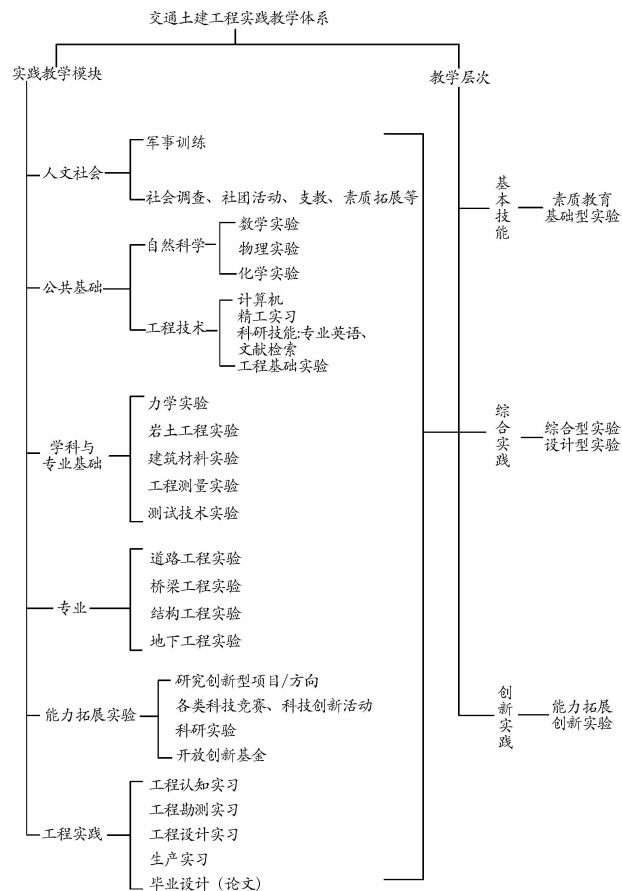 交通土建工程实践教学体系
实践教学模块
教学层次
人文社会
军事训练
社会调查、社团活动、支教、素质拓展等
公共基础
自然科学
数学实验
物理实验
化学实验
工程技术
计算机
精工实习
科研技能:专业英语、
文献检索
工程基础实验
学科与
专业基础
力学实验
岩土工程实验
建筑材料实验
工程测量实验
测试技术实验
专业
道路工程实验
桥梁工程实验
结构工程实验
地下工程实验
能力拓展实验
研究创新型项目/方向
各类科技竞赛、科技创新活动
科研实验
开放创新基金
工程实践
工程认知实习
工程勘测实习
工程设计实习
生产实习
毕业设计（论文）
基本技能
素质教育
基础型实验
综合实践
综合型实验
设计型实验
创新实践
能力拓展
创新实验